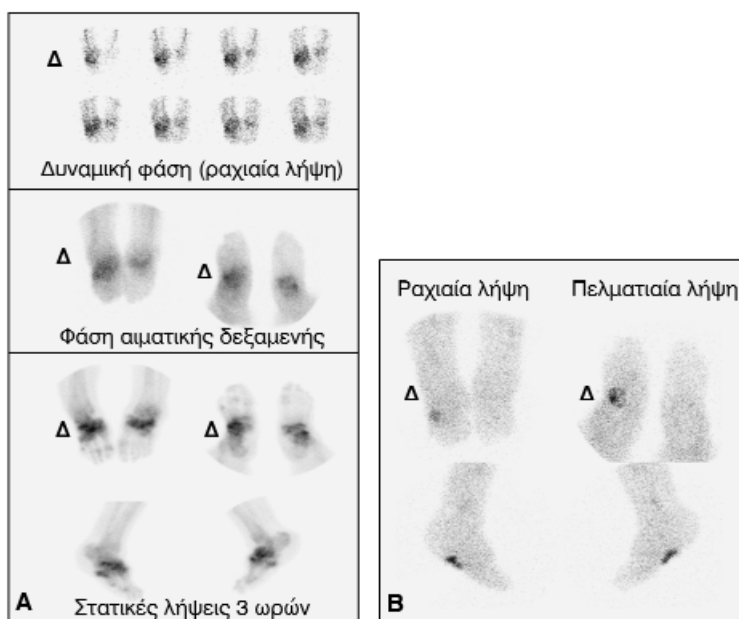 Δ
Δυναμική φάση (ραχιαία λήψη)
Δ
Δ
Φάση αιματικής δεξαμενής
Δ
Δ
A
Στατικές λήψεις 3 ωρών
Ραχιαία λήψη
Πελματιαία λήψη
Δ
Δ
B